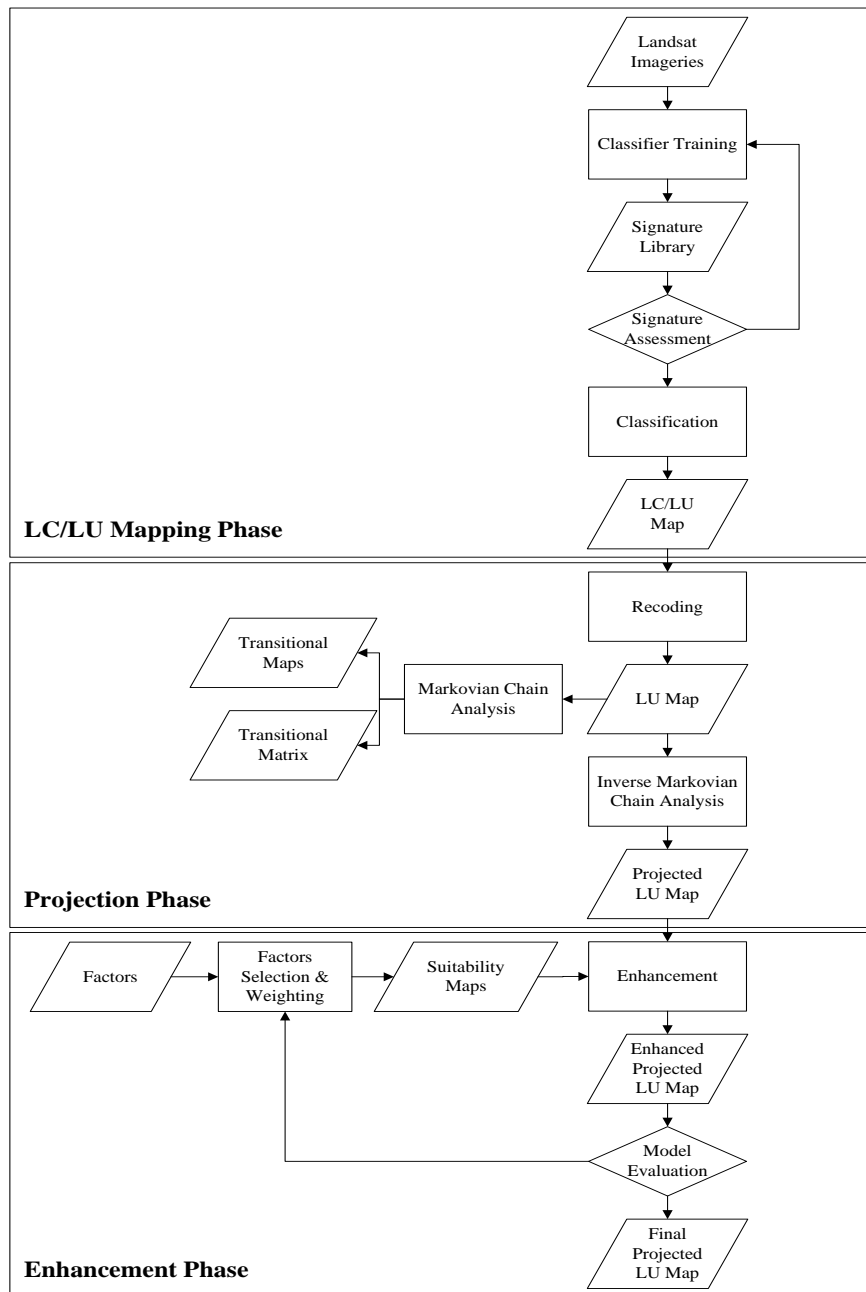 Landsat
Imageries
Classifier Training
Signature
Library
Signature
Assessment
Classification
LC/LU
Map
LC/LU Mapping Phase
Recoding
Transitional
Maps
Markovian Chain
Analysis
LU Map
Transitional
Matrix
Inverse Markovian
Chain Analysis
Projected
LU Map
Projection Phase
Factors
Factors
Selection &
Weighting
Suitability
Maps
Enhancement
Enhanced
Projected
LU Map
Model
Evaluation
Final
Projected
LU Map
Enhancement Phase